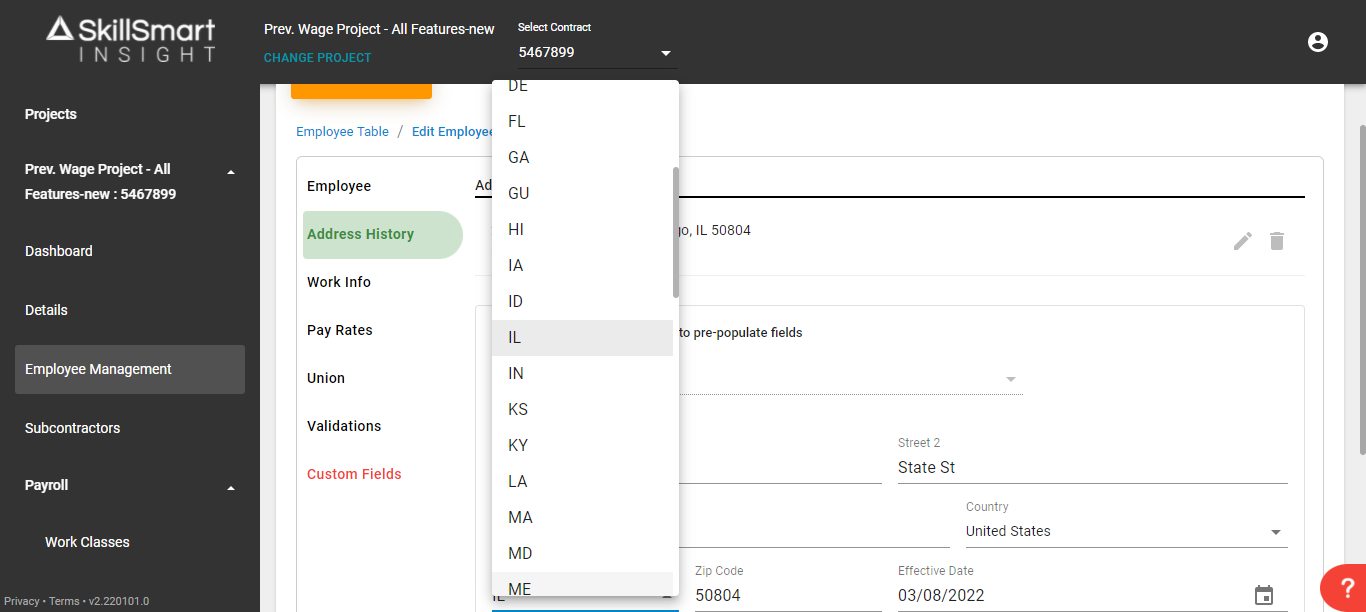 SkillSmart
INSIGHT
Prev. Wage Project - All Features-new
CHANGE PROJECT
Select Contract
5467899
Projects
Prev. Wage Project - All
Features-new : 5467899
Dashboard
Details
Employee Management
Subcontractors
Payroll
Work Classes
Privacy • Terms • v2.220101.0
Employee Table / Edit Employee
Employee
Address History
Work Info
Pay Rates
Union
Validations
Custom Fields
DE
FL
GA
GU
HI
IA
ID
IL
IN
KS
KY
LA
MA
MD
ME
IL
Ad
go, IL 50804
to pre-populate fields
Street 2
State St
Country
United States
Zip Code
50804
Effective Date
03/08/2022
?